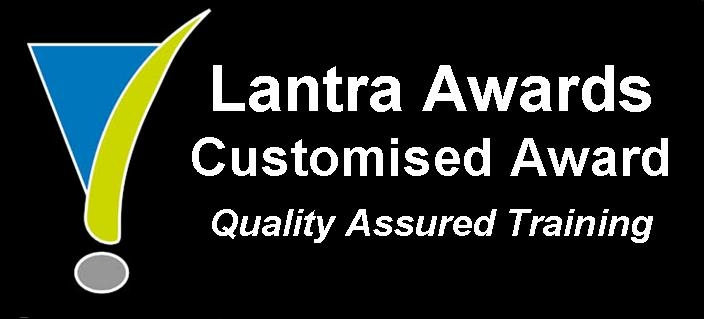 Lantra Awards
Customised Award
Quality Assured Training